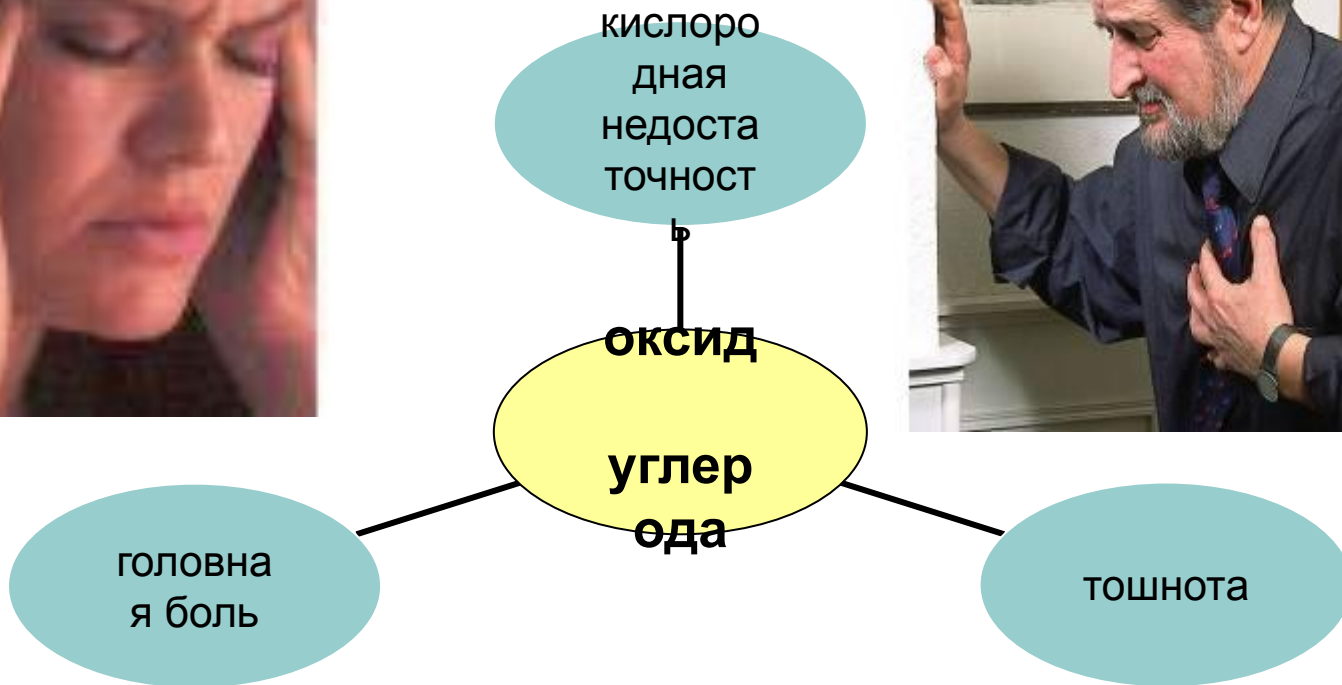 кислоро
дная
недоста
точност
ь
оксид
углер
ода
головна
я боль
тошнота